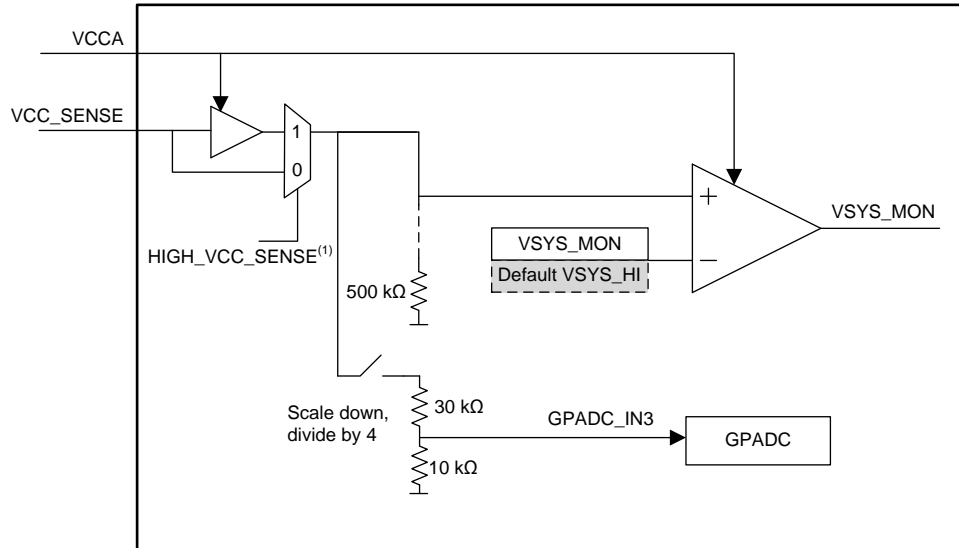 VCCA
VCC_SENSE
1
0
HIGH_VCC_SENSE(1)
+
VSYS_MON
VSYS_MON
−
Default VSYS_HI
500 kΩ
Scale down,
divide by 4
30 kΩ
GPADC_IN3
GPADC
10 kΩ